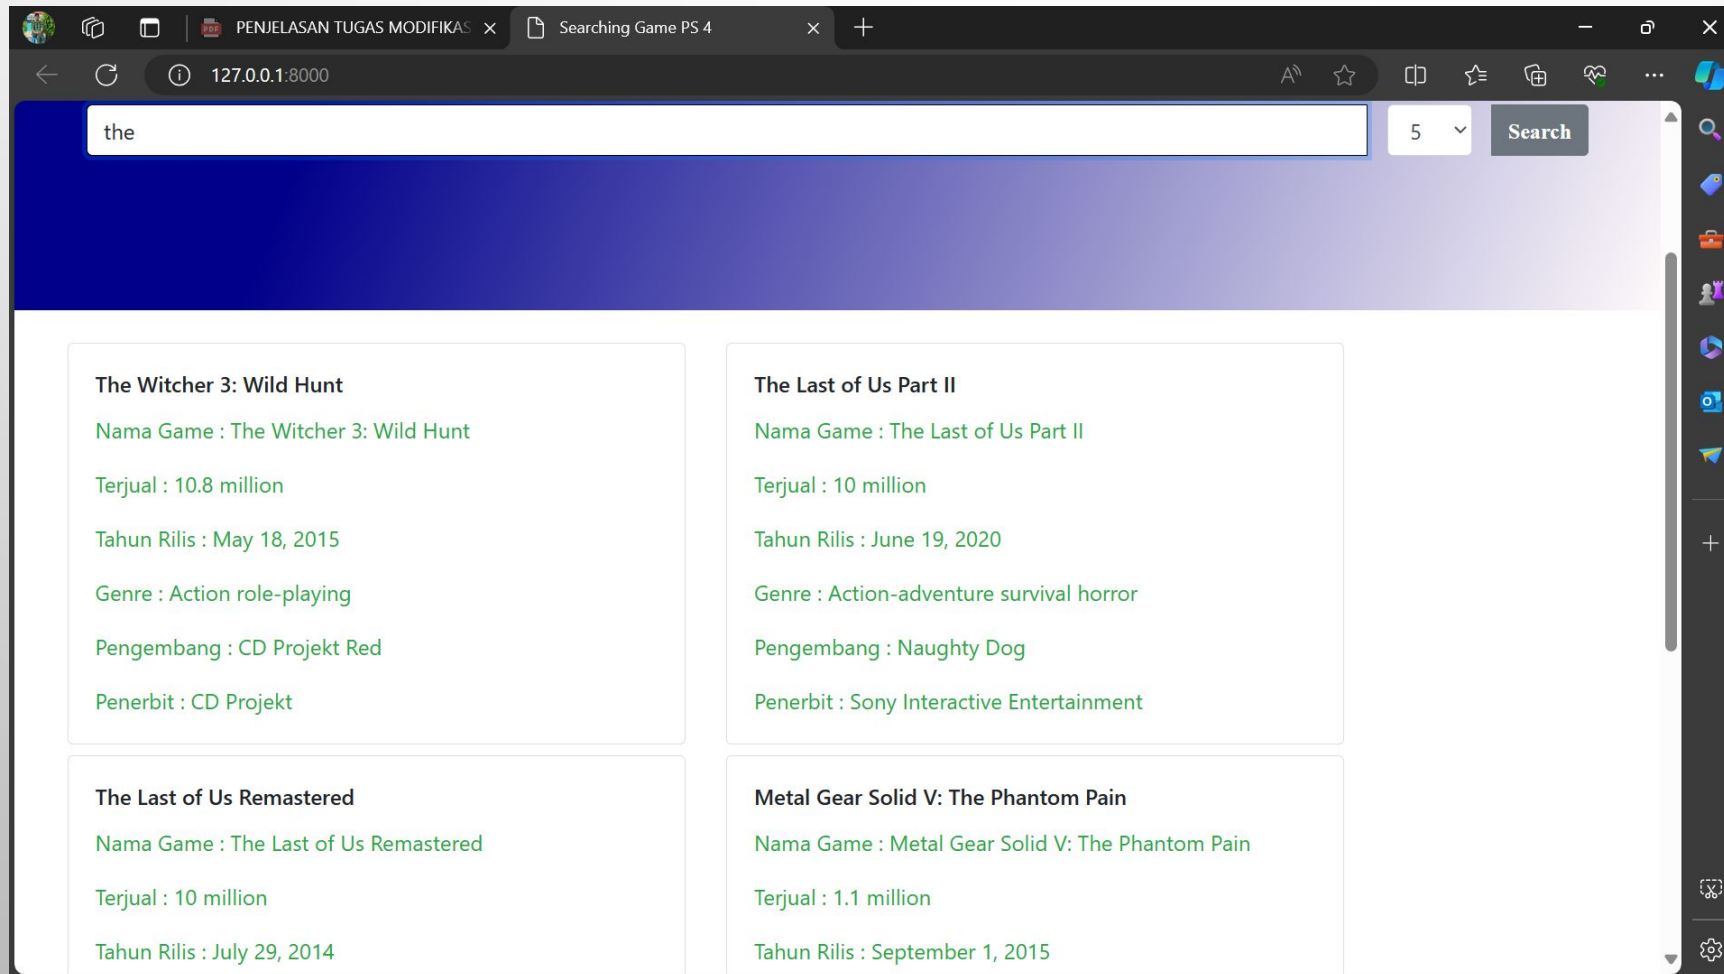 PENJELASAN TUGAS MODIFIKAS
Searching Game PS 4
127.0.0.1:8000
the
5
Search
The Witcher 3: Wild Hunt
Nama Game : The Witcher 3: Wild Hunt
Terjual : 10.8 million
Tahun Rilis : May 18, 2015
Genre : Action role-playing
Pengembang : CD Projekt Red
Penerbit : CD Projekt
The Last of Us Part II
Nama Game : The Last of Us Part II
Terjual : 10 million
Tahun Rilis : June 19, 2020
Genre : Action-adventure survival horror
Pengembang : Naughty Dog
Penerbit : Sony Interactive Entertainment
The Last of Us Remastered
Nama Game : The Last of Us Remastered
Terjual : 10 million
Tahun Rilis : July 29, 2014
Metal Gear Solid V: The Phantom Pain
Nama Game : Metal Gear Solid V: The Phantom Pain
Terjual : 1.1 million
Tahun Rilis : September 1, 2015